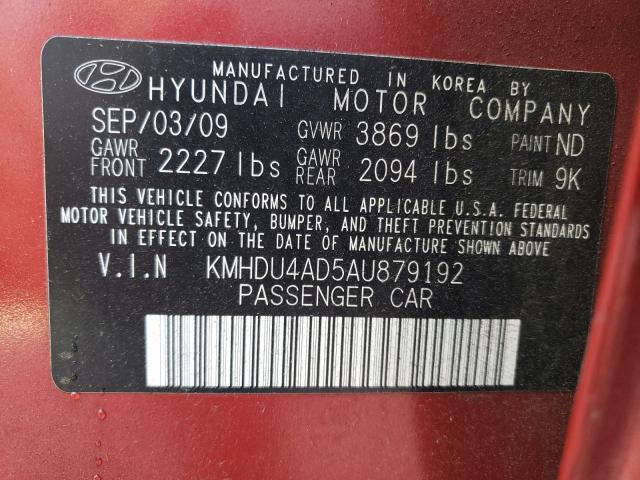 MANUFACTURED IN KOREA BY
HYUNDAI MOTOR COMPANY
SEP/03/09 GVWR 3869 lbs PAINT ND
GAWR FRONT 2227 lbs GAWR REAR 2094 lbs TRIM 9K
THIS VEHICLE CONFORMS TO ALL APPLICABLE U.S.A. FEDERAL
MOTOR VEHICLE SAFETY, BUMPER, AND THEFT PREVENTION STANDARDS
IN EFFECT ON THE DATE OF MANUFACTURE SHOWN ABOVE
V.I.N KMHDU4AD5AU879192
PASSENGER CAR